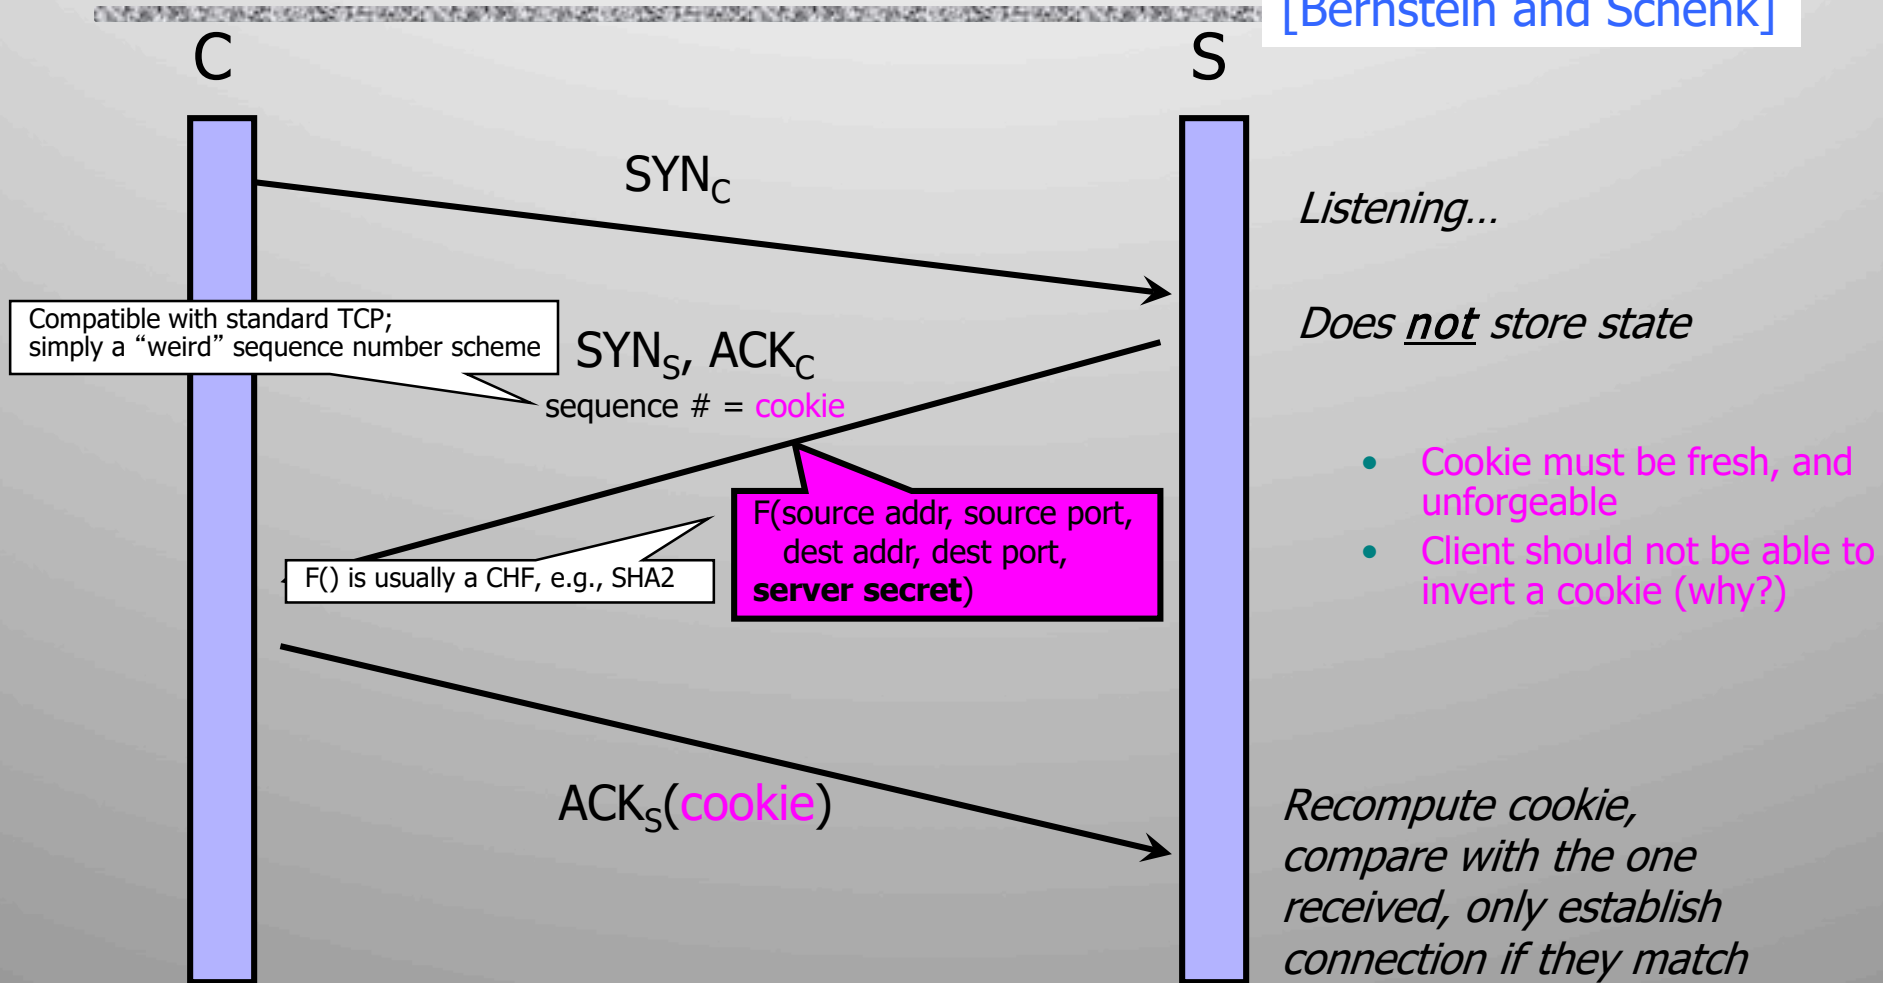 [Bernstein and Schenk]
C
S
SYNC
Listening...
Does not store state
Compatible with standard TCP;
simply a “weird” sequence number scheme
SYNS, ACKC
sequence # = cookie
F(source addr, source port,
dest addr, dest port,
server secret)
F() is usually a CHF, e.g., SHA2
• Cookie must be fresh, and
unforgeable
• Client should not be able to
invert a cookie (why?)
ACKS(cookie)
Recompute cookie,
compare with the one
received, only establish
connection if they match